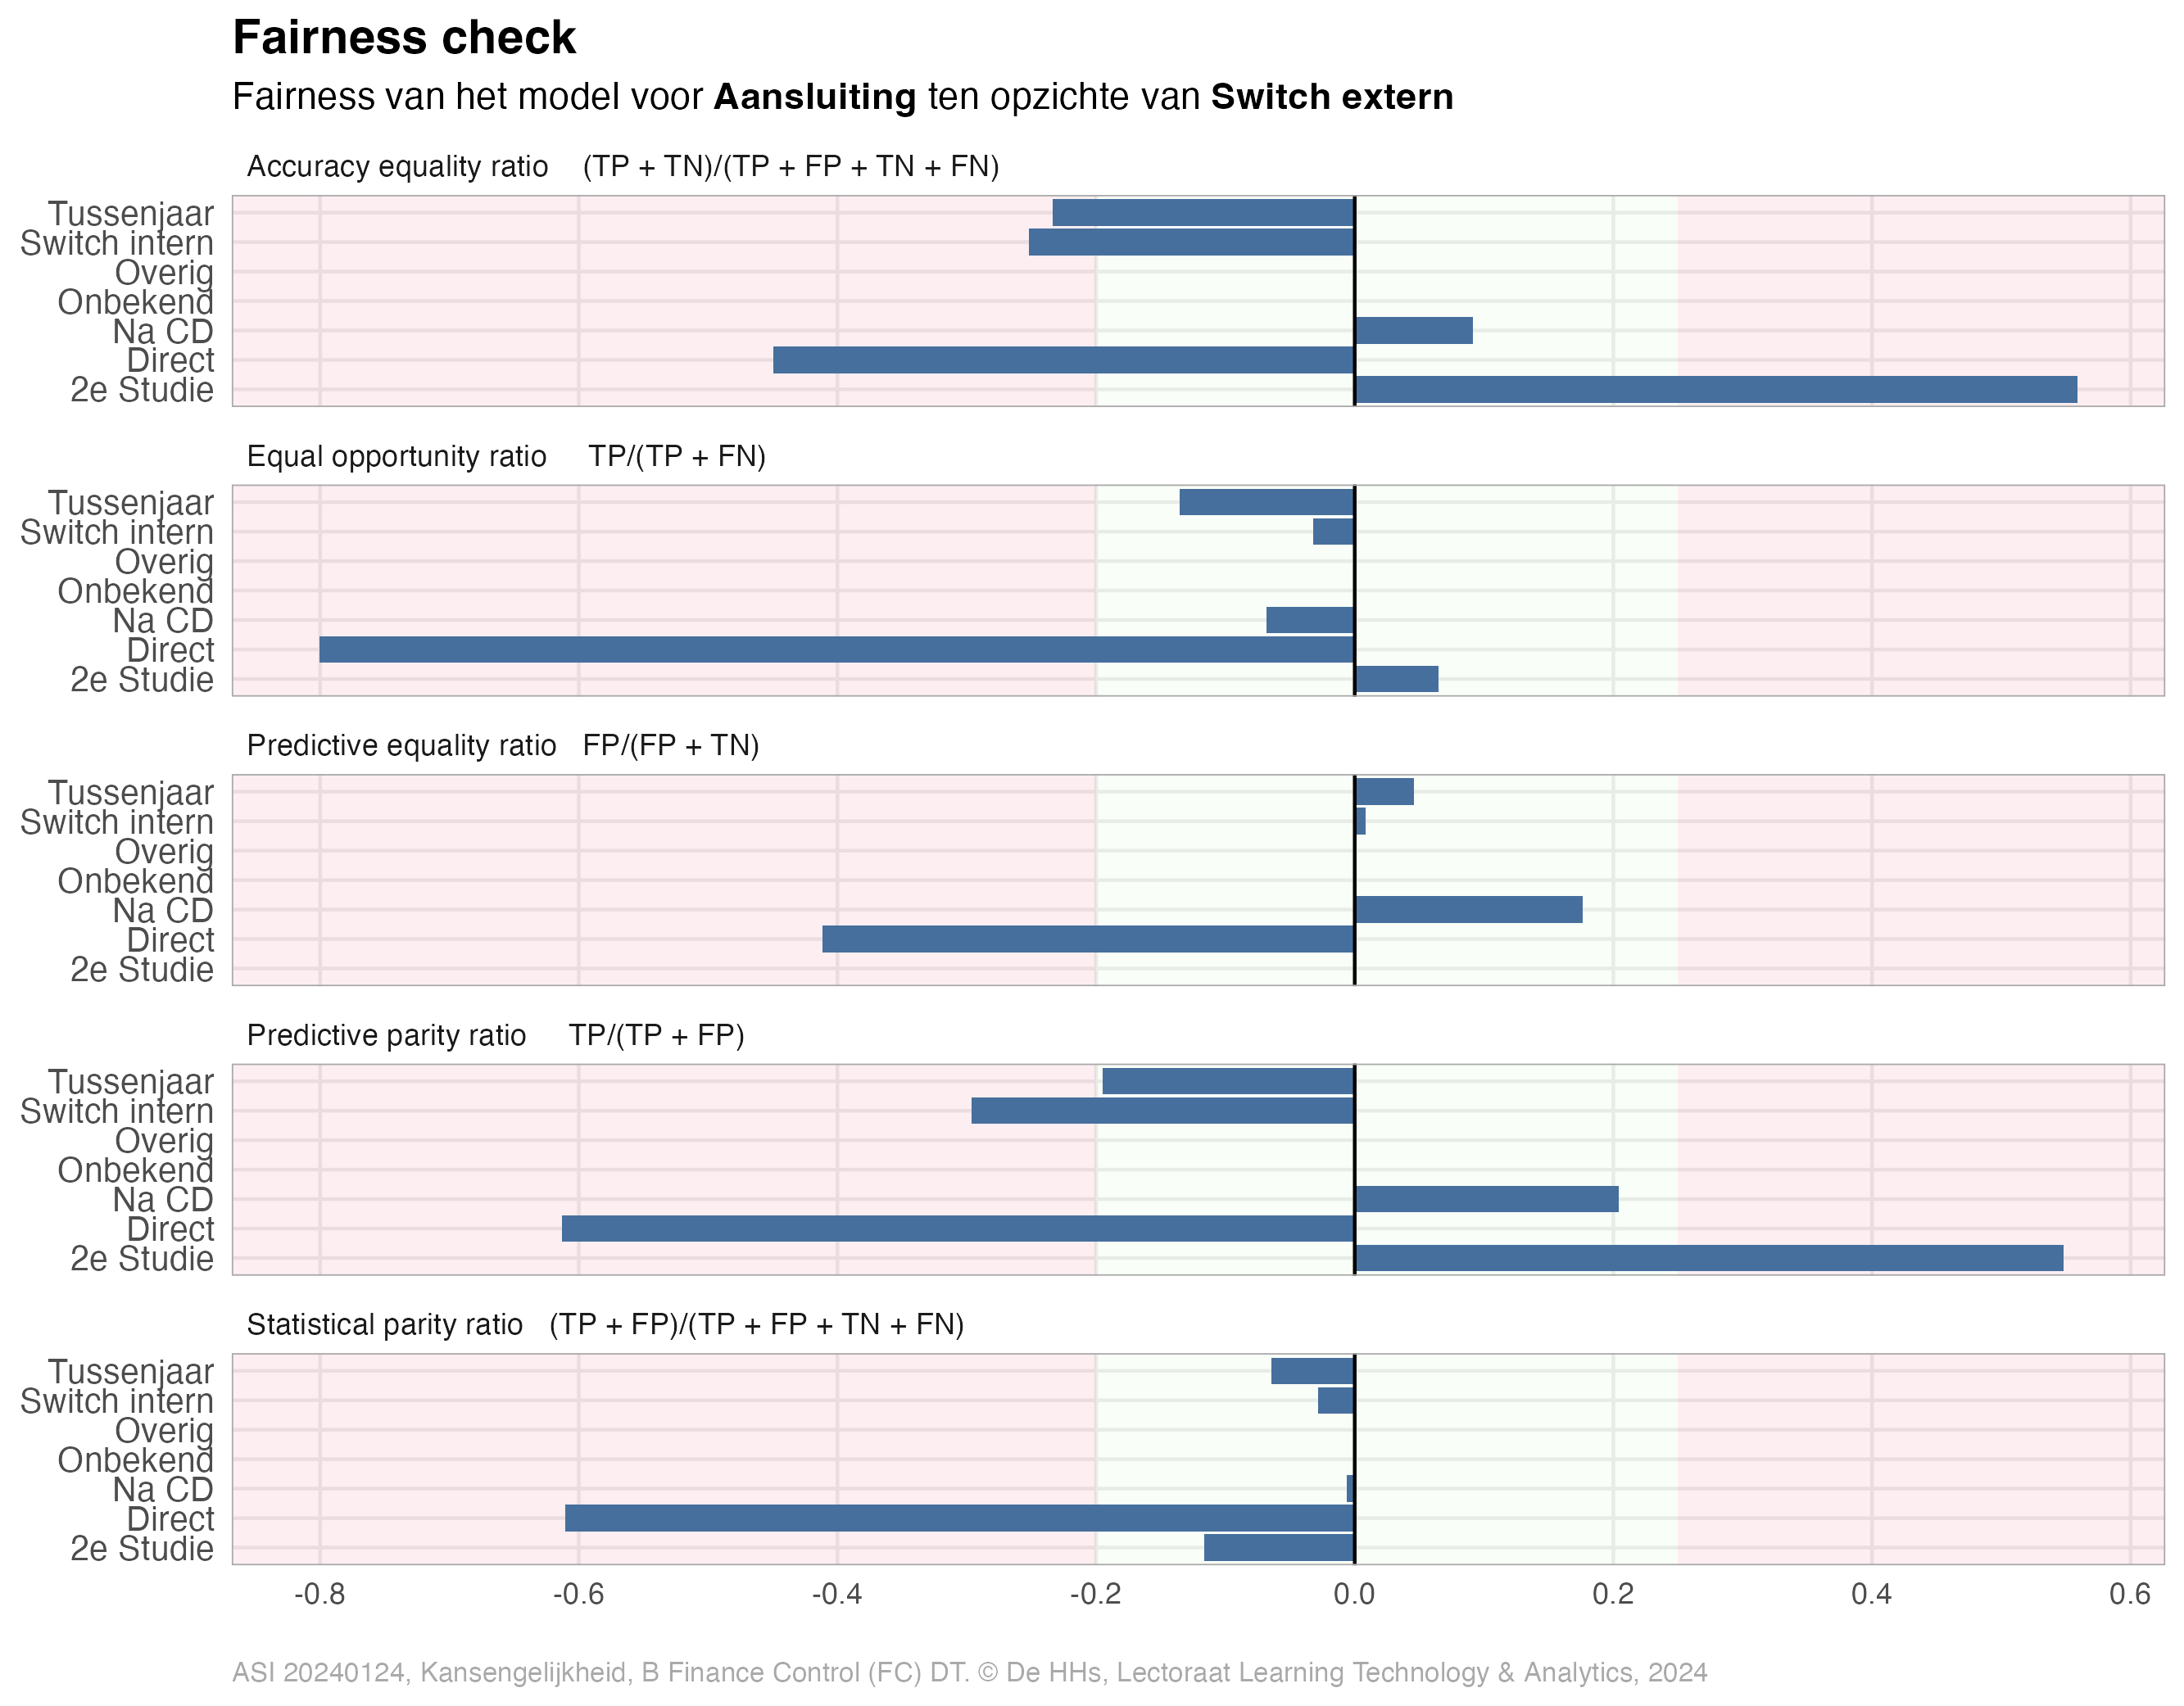 Fairness check
Fairness van het model voor Aansluiting ten opzichte van Switch extern
Accuracy equality ratio (TP + TN)/(TP + FP + TN + FN)
Tussenjaar
Switch intern
Overig
Onbekend
Na CD
Direct
2e Studie
Equal opportunity ratio TP/(TP + FN)
Tussenjaar
Switch intern
Overig
Onbekend
Na CD
Direct
2e Studie
Predictive equality ratio FP/(FP + TN)
Tussenjaar
Switch intern
Overig
Onbekend
Na CD
Direct
2e Studie
Predictive parity ratio TP/(TP + FP)
Tussenjaar
Switch intern
Overig
Onbekend
Na CD
Direct
2e Studie
Statistical parity ratio (TP + FP)/(TP + FP + TN + FN)
Tussenjaar
Switch intern
Overig
Onbekend
Na CD
Direct
2e Studie
-0.8 -0.6 -0.4 -0.2 0.0 0.2 0.4 0.6
ASI 20240124, Kansengelijkheid, B Finance Control (FC) DT. © De HHs, Lectoraat Learning Technology & Analytics, 2024